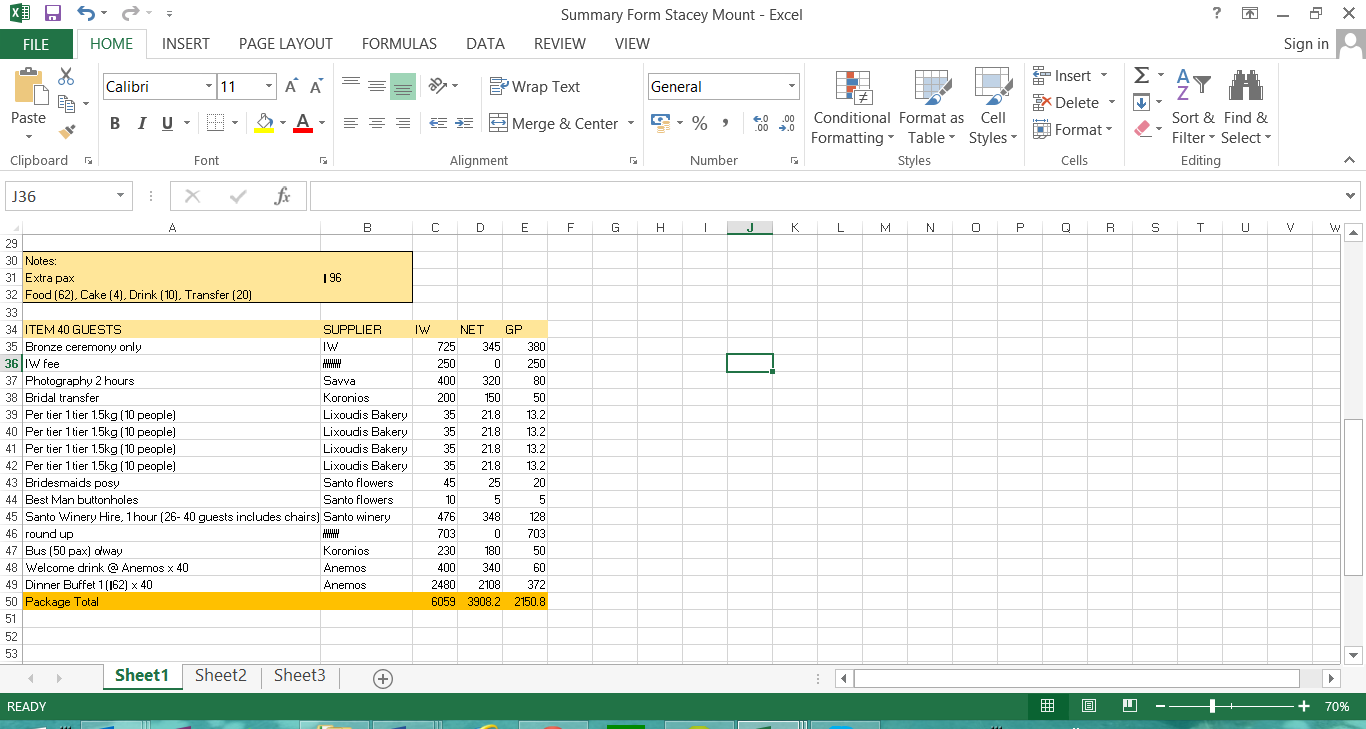 Summary Form Stacey Mount - Excel
FILE HOME INSERT PAGE LAYOUT FORMULAS DATA REVIEW VIEW Sign in
Calibri 11 Wrap Text General Insert
Paste Conditional Format as Cell Delete Sort & Find &
B I U Merge & Center % Formatting Table Styles Format Filter Select
Clipboard Font Alignment Number Styles Cells Editing
J36 fx
A B C D E F G H I J K L M N O P Q R S T U V W
29
30 Notes:
31 Extra pax 96
32 Food (62), Cake (4), Drink (10), Transfer (20)
33
34 ITEM 40 GUESTS SUPPLIER IW NET GP
35 Bronze ceremony only IW 725 345 380
36 IW fee #### 250 0 250
37 Photography 2 hours Savva 400 320 80
38 Bridal transfer Koronios 200 150 50
39 Per tier 1 tier 1.5kg (10 people) Lixoudis Bakery 35 21.8 13.2
40 Per tier 1 tier 1.5kg (10 people) Lixoudis Bakery 35 21.8 13.2
41 Per tier 1 tier 1.5kg (10 people) Lixoudis Bakery 35 21.8 13.2
42 Per tier 1 tier 1.5kg (10 people) Lixoudis Bakery 35 21.8 13.2
43 Bridesmaids posy Santo flowers 45 25 20
44 Best Man buttonholes Santo flowers 10 5 5
45 Santo Winery Hire, 1 hour (26- 40 guests includes chairs) Santo winery 476 348 128
46 round up #### 703 0 703
47 Bus (50 pax) o/way Koronios 230 180 50
48 Welcome drink @ Anemos x 40 Anemos 400 340 60
49 Dinner Buffet 1 (62) x 40 Anemos 2480 2108 372
50 Package Total 6059 3908.2 2150.8
51
52
53
Sheet1 Sheet2 Sheet3
READY 70%